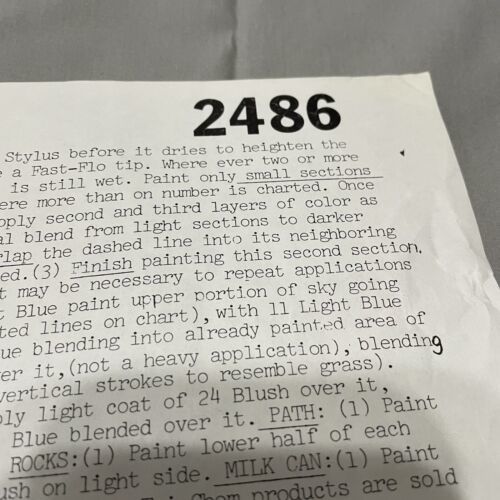 2486
Stylus before it dries to heighten the
a Fast-Flo tip. Where ever two or more
is still wet. Paint only small sections
ere more than on number is charted. Once
pply second and third layers of color as
al blend from light sections to darker
lap the dashed line into its neighboring
ed.(3) Finish painting this second section.
t may be necessary to repeat applications
t Blue paint upper portion of sky going
ted lines on chart), with 11 Light Blue
ue blending into already painted area of
er it,(not a heavy application), blending
vertical strokes to resemble grass).
ply light coat of 24 Blush over it,
Blue blended over it. PATH: (1) Paint
ROCKS:(1) Paint lower half of each
ush on light side. MILK CAN:(1) Paint
Chem products are sold